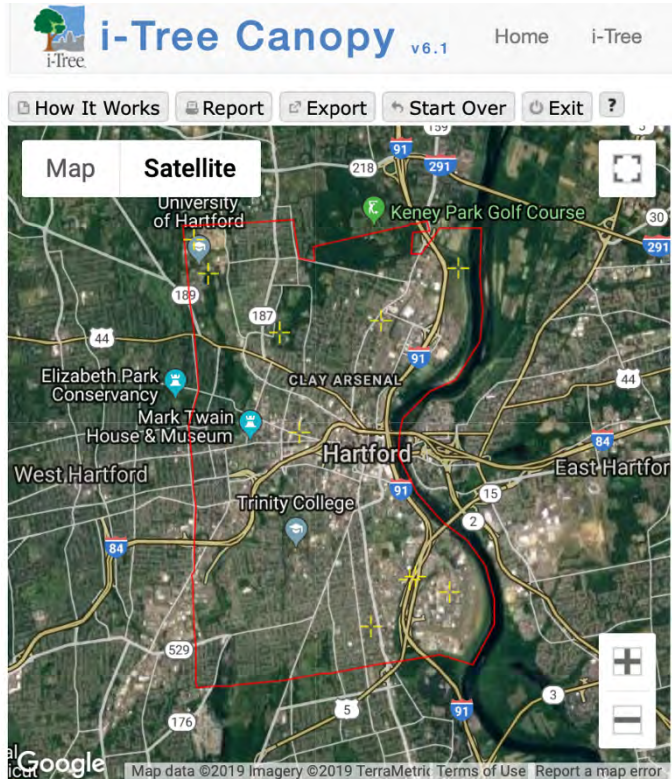 i-Tree Canopy v6.1
i-Tree
Home
i-Tree
How It Works
Report
Export
Start Over
Exit
?
Map
Satellite
159
91
291
218
University
of Hartford
Keney Park Golf Course
30
291
189
187
44
91
Elizabeth Park
Conservancy
CLAY ARSENAL
44
Mark Twain
House & Museum
Hartford
84
West Hartford
East Hartfor
91
15
Trinity College
2
84
529
5
91
3
176
Google
Map data ©2019 Imagery ©2019 TerraMetric
Terms of Use
Report a map error